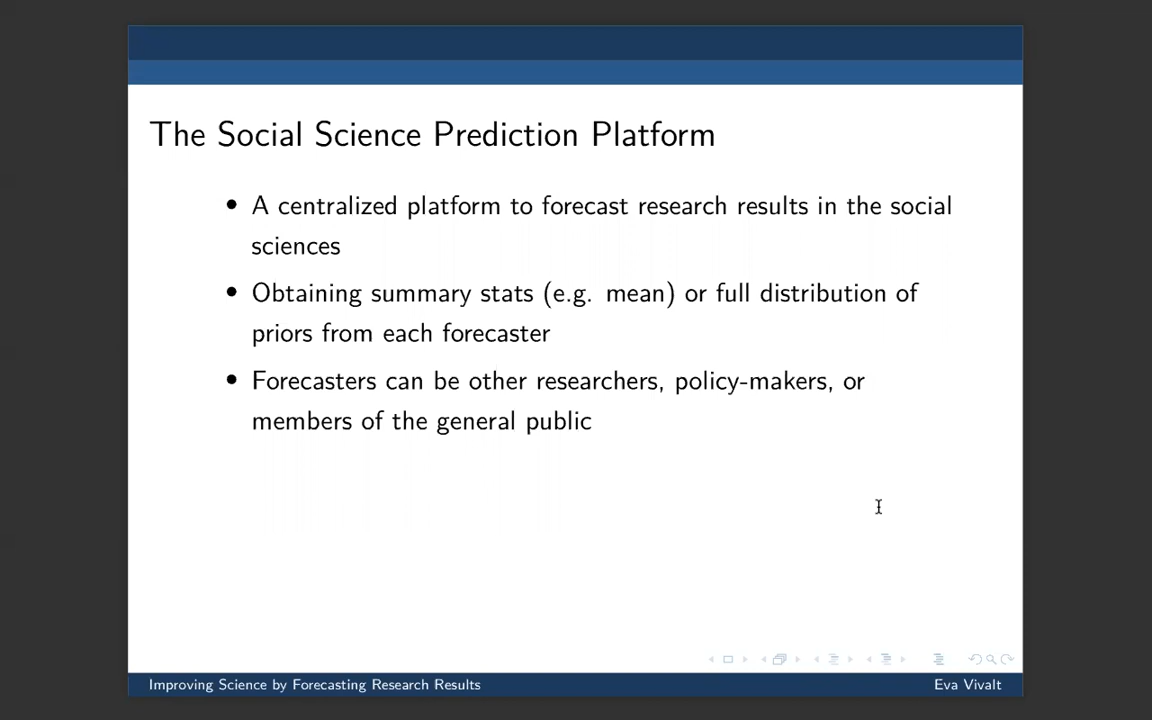 The Social Science Prediction Platform
• A centralized platform to forecast research results in the social
sciences
• Obtaining summary stats (e.g. mean) or full distribution of
priors from each forecaster
• Forecasters can be other researchers, policy-makers, or
members of the general public
Improving Science by Forecasting Research Results
Eva Vivalt